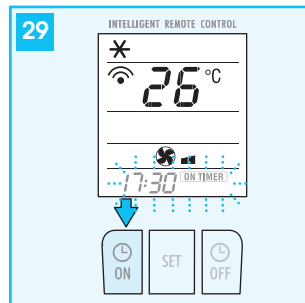 29
INTELLIGENT REMOTE CONTROL
26°C
17:30 ON TIMER
ON SET OFF